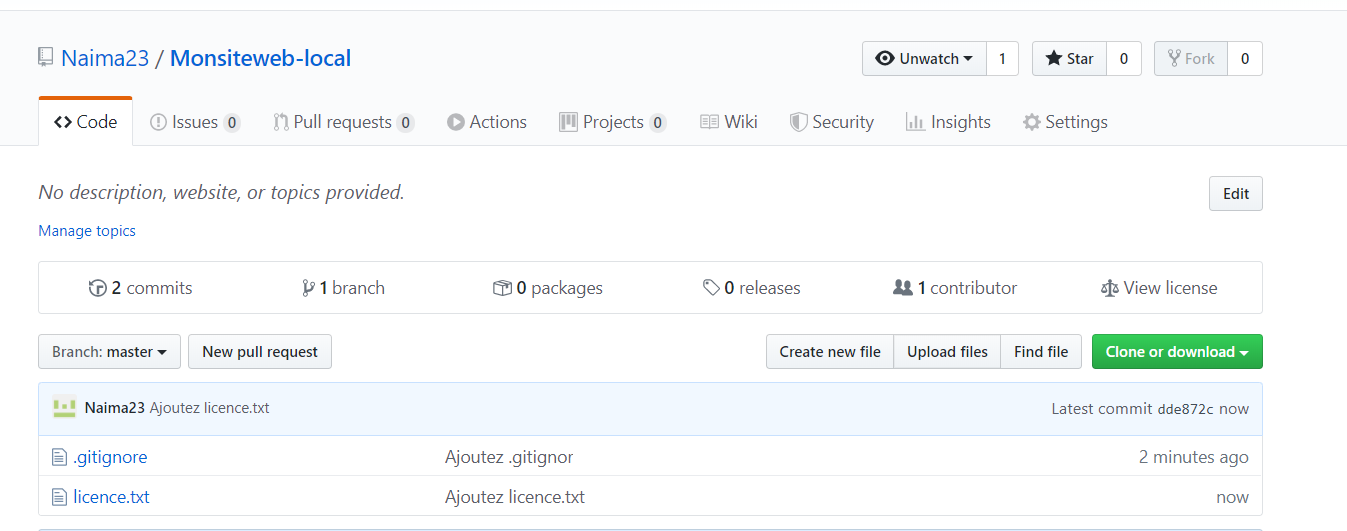 Naima23 / Monsiteweb-local
Unwatch 1 Star 0 Fork 0
Code Issues 0 Pull requests 0 Actions Projects 0 Wiki Security Insights Settings
No description, website, or topics provided. Edit
Manage topics
2 commits 1 branch 0 packages 0 releases 1 contributor View license
Branch: master New pull request Create new file Upload files Find file Clone or download
Naima23 Ajoutez licence.txt Latest commit dde872c now
.gitignore Ajoutez .gitignor 2 minutes ago
licence.txt Ajoutez licence.txt now